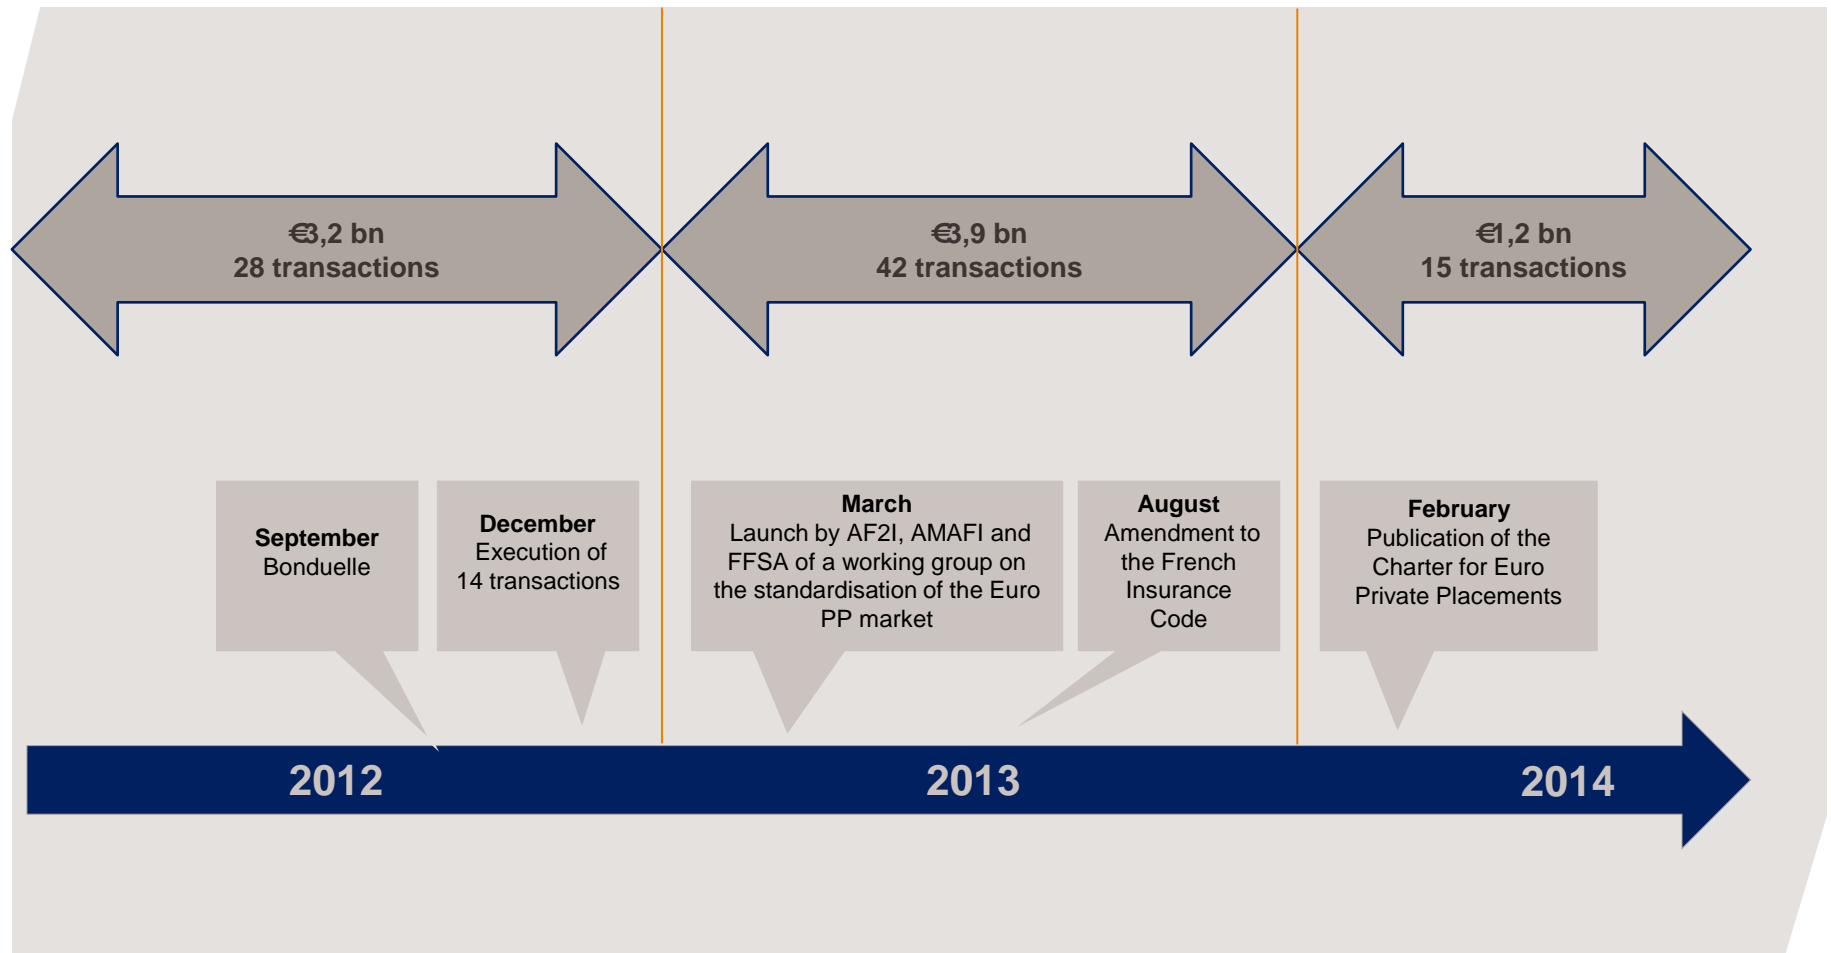 €3,2 bn
28 transactions
€3,9 bn
42 transactions
€1,2 bn
15 transactions
September
Bonduelle
December
Execution of
14 transactions
March
Launch by AF2I, AMAFI and
FFSA of a working group on
the standardisation of the Euro
PP market
August
Amendment to
the French
Insurance
Code
February
Publication of the
Charter for Euro
Private Placements
2012
2013
2014